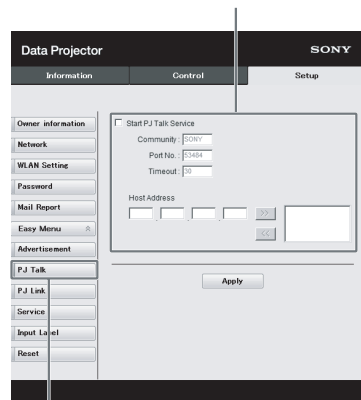 Data Projector
SONY
Information
Control
Setup
Owner information
Network
WLAN Setting
Password
Mail Report
Easy Menu
Advertisement
PJ Talk
PJ Link
Service
Input Label
Reset
Start PJ Talk Service
Community: SONY
Port No.: 53484
Timeout: 30
Host Address
. . .
>>
<<
Apply